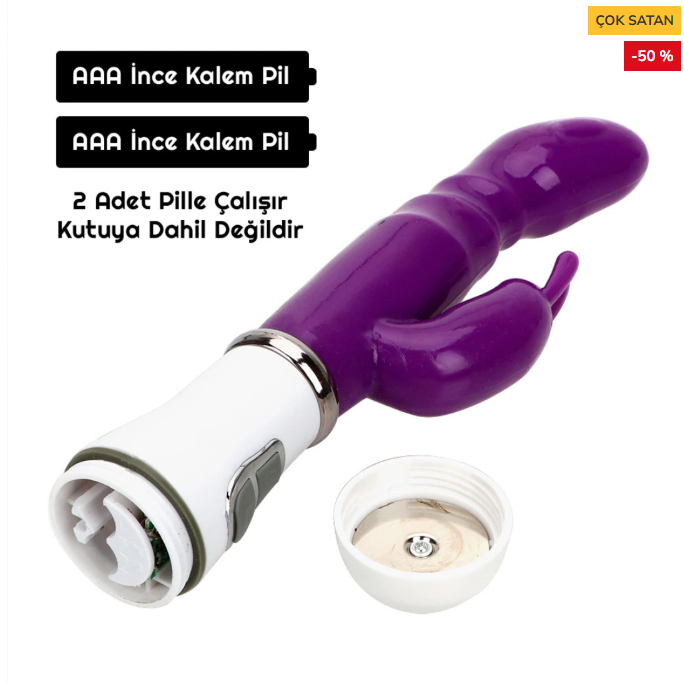 ÇOK SATAN
-50 %
AAA İnce Kalem Pil
AAA İnce Kalem Pil
2 Adet Pille Çalışır
Kutuya Dahil Değildir